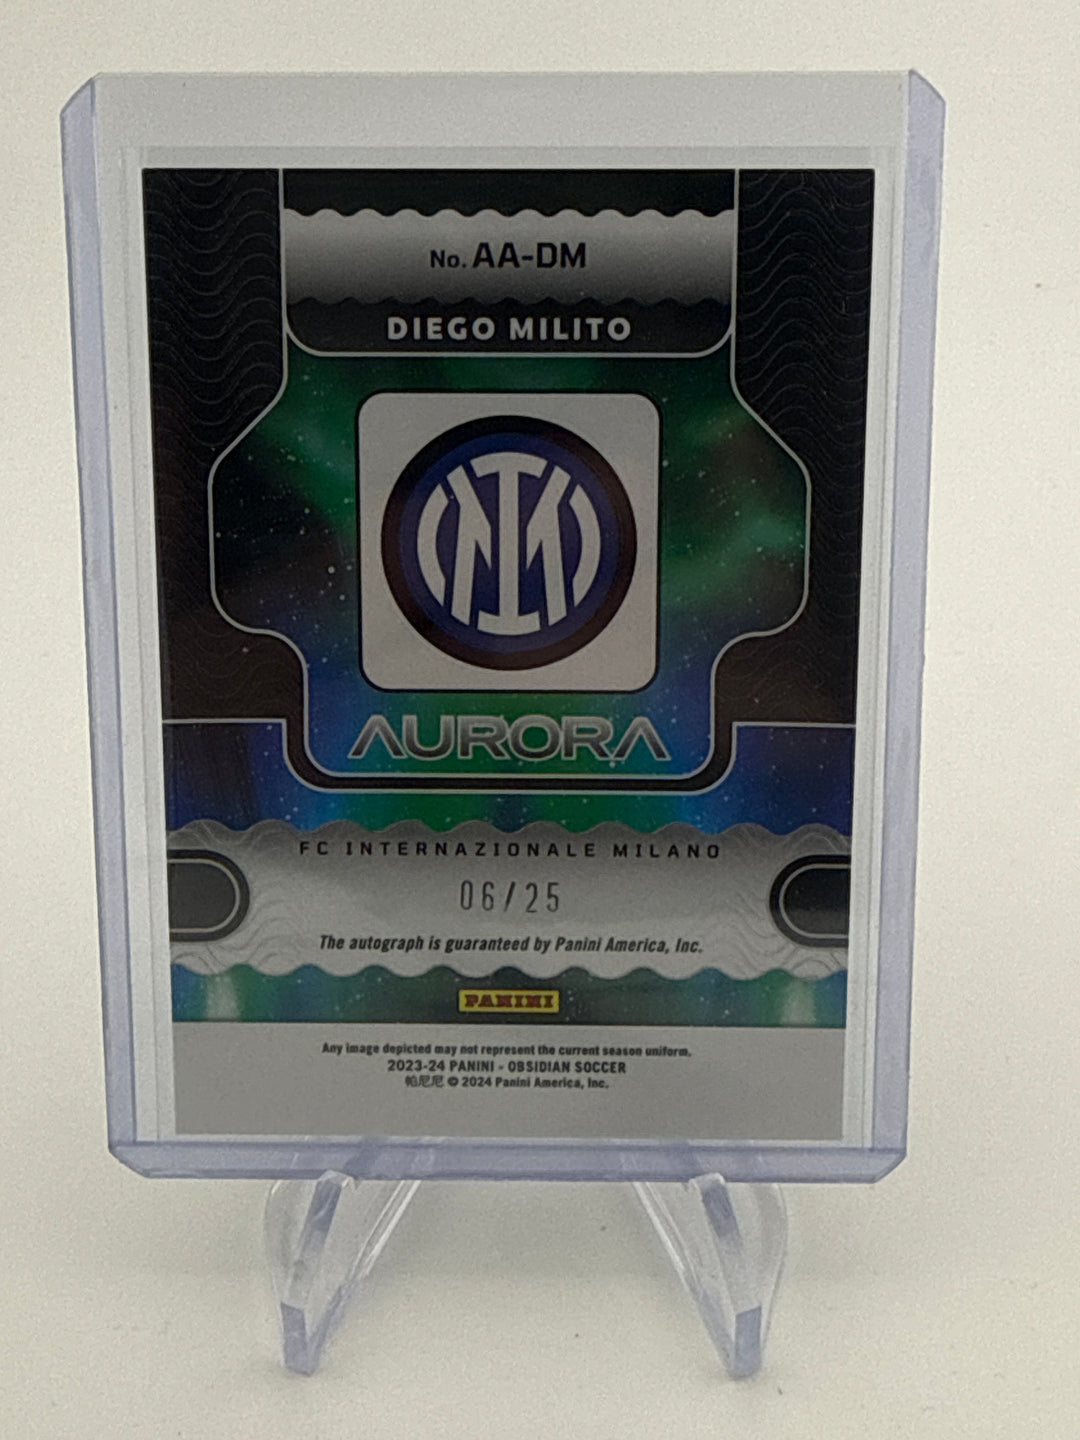 No. AA-DM
DIEGO MILITO
IM
AURORA
FC INTERNAZIONALE MILANO
06/25
The autograph is guaranteed by Panini America, Inc.
PANINI
Any image depicted may not represent the current season uniform.
2023-24 PANINI - OBSIDIAN SOCCER
帕尼尼 © 2024 Panini America, Inc.